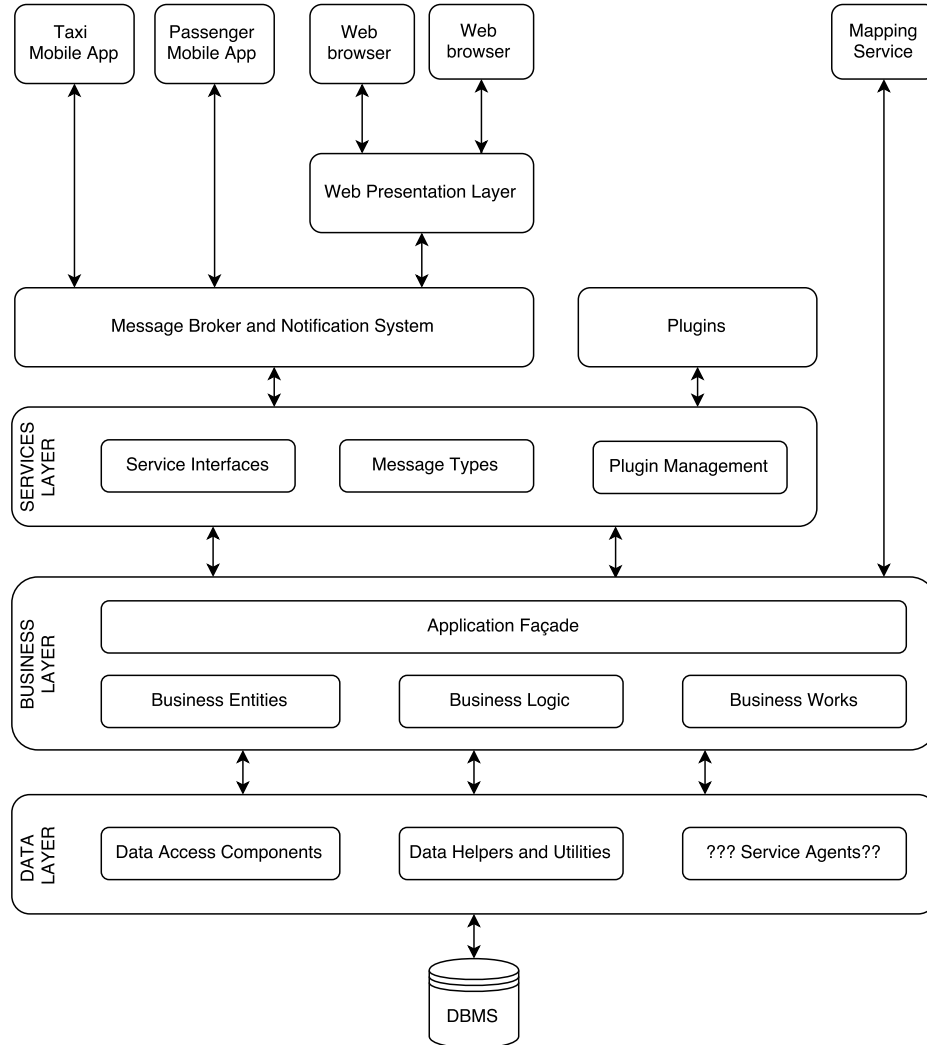 Taxi
Mobile App
Passenger
Mobile App
Web
browser
Web
browser
Mapping
Service
Web Presentation Layer
Message Broker and Notification System
Plugins
SERVICES
LAYER
Service Interfaces
Message Types
Plugin Management
BUSINESS
LAYER
Application Façade
Business Entities
Business Logic
Business Works
DATA
LAYER
Data Access Components
Data Helpers and Utilities
??? Service Agents??
DBMS